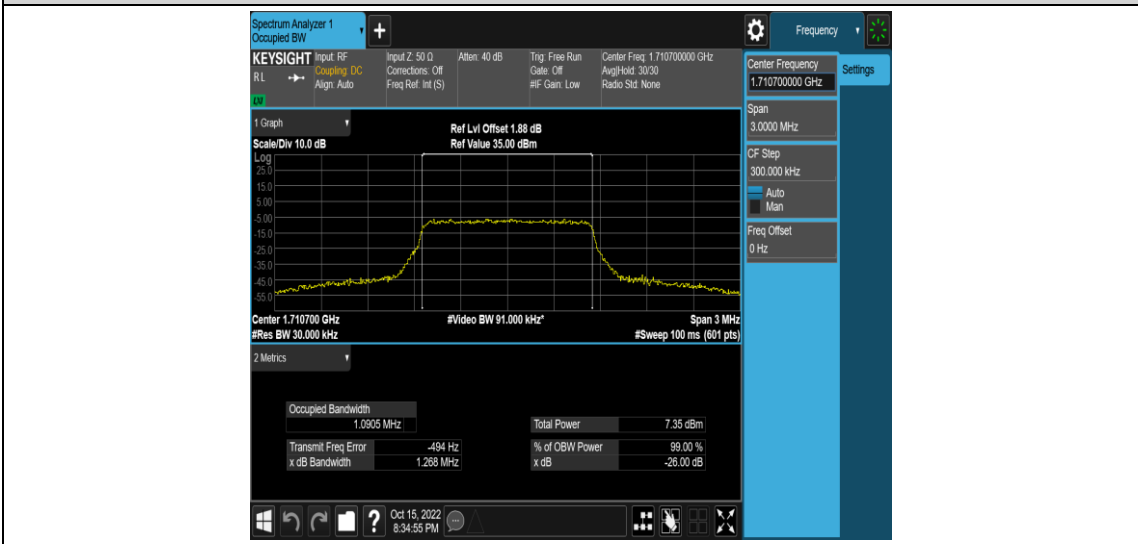 Spectrum Analyzer 1
Occupied BW
+
Frequency
KEYSIGHT
RL
LXI
Input: RF
Coupling: DC
Align: Auto
Input Z: 50 Ω
Corrections: Off
Freq Ref: Int (S)
Atten: 40 dB
Trig: Free Run
Gate: Off
#IF Gain: Low
Center Freq: 1.710700000 GHz
Avg|Hold: 30/30
Radio Std: None
Center Frequency
1.710700000 GHz
Settings
Span
3.0000 MHz
CF Step
300.000 kHz
Auto
Man
Freq Offset
0 Hz
1 Graph
Scale/Div 10.0 dB
Ref Lvl Offset 1.88 dB
Ref Value 35.00 dBm
Log
25.0
15.0
5.00
-5.00
-15.0
-25.0
-35.0
-45.0
-55.0
Center 1.710700 GHz
#Video BW 91.000 kHz*
Span 3 MHz
#Res BW 30.000 kHz
#Sweep 100 ms (601 pts)
2 Metrics
Occupied Bandwidth
1.0905 MHz
Total Power 7.35 dBm
Transmit Freq Error -494 Hz
% of OBW Power 99.00 %
x dB Bandwidth 1.268 MHz
x dB -26.00 dB
?
Oct 15, 2022
8:34:55 PM